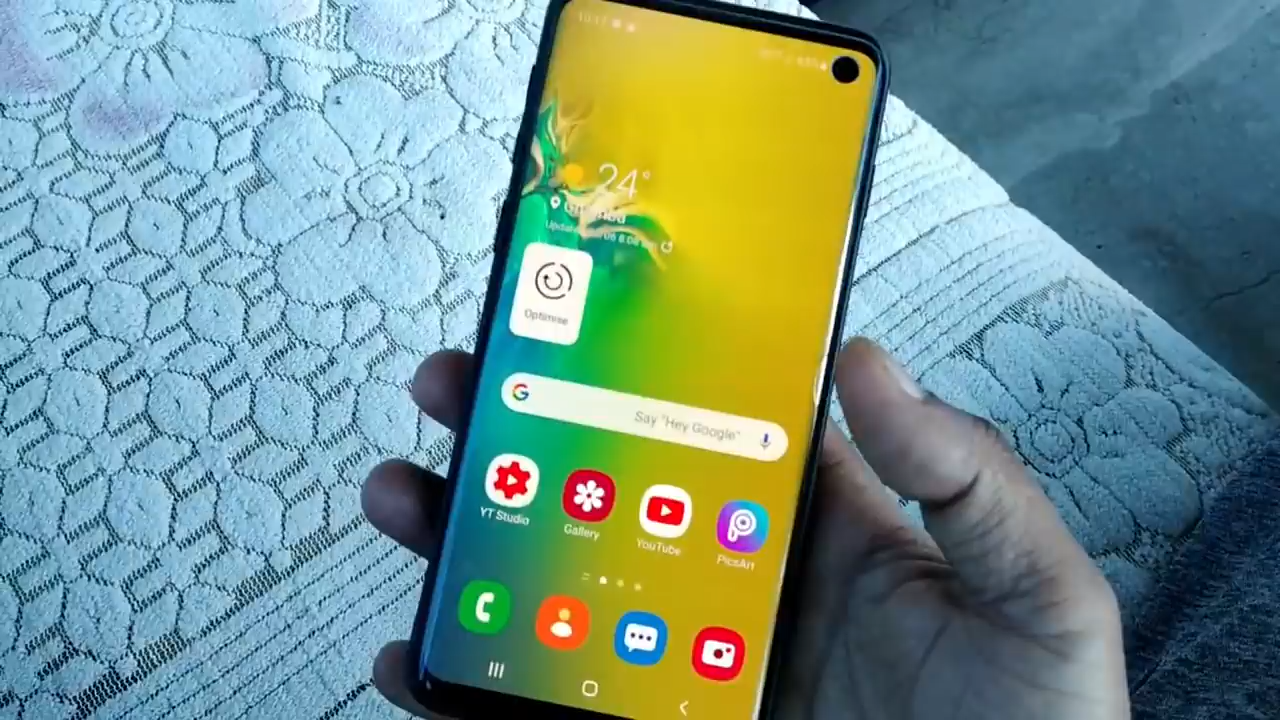 24°
Optimise
Say "Hey Google"
YT Studio
Gallery
YouTube
PicsArt